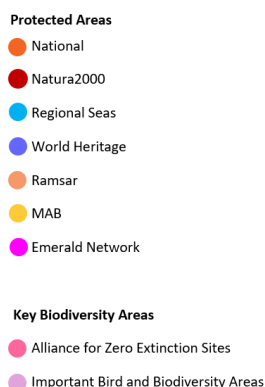 Protected Areas
National
Natura2000
Regional Seas
World Heritage
Ramsar
MAB
Emerald Network
Key Biodiversity Areas
Alliance for Zero Extinction Sites
Important Bird and Biodiversity Areas